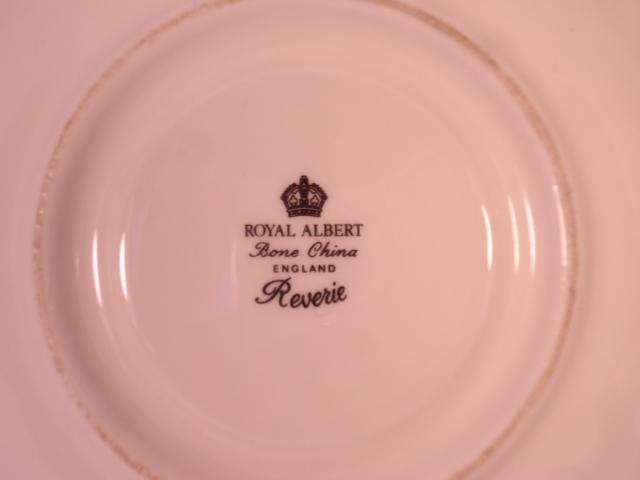 ROYAL ALBERT
Bone China
ENGLAND
Reverie